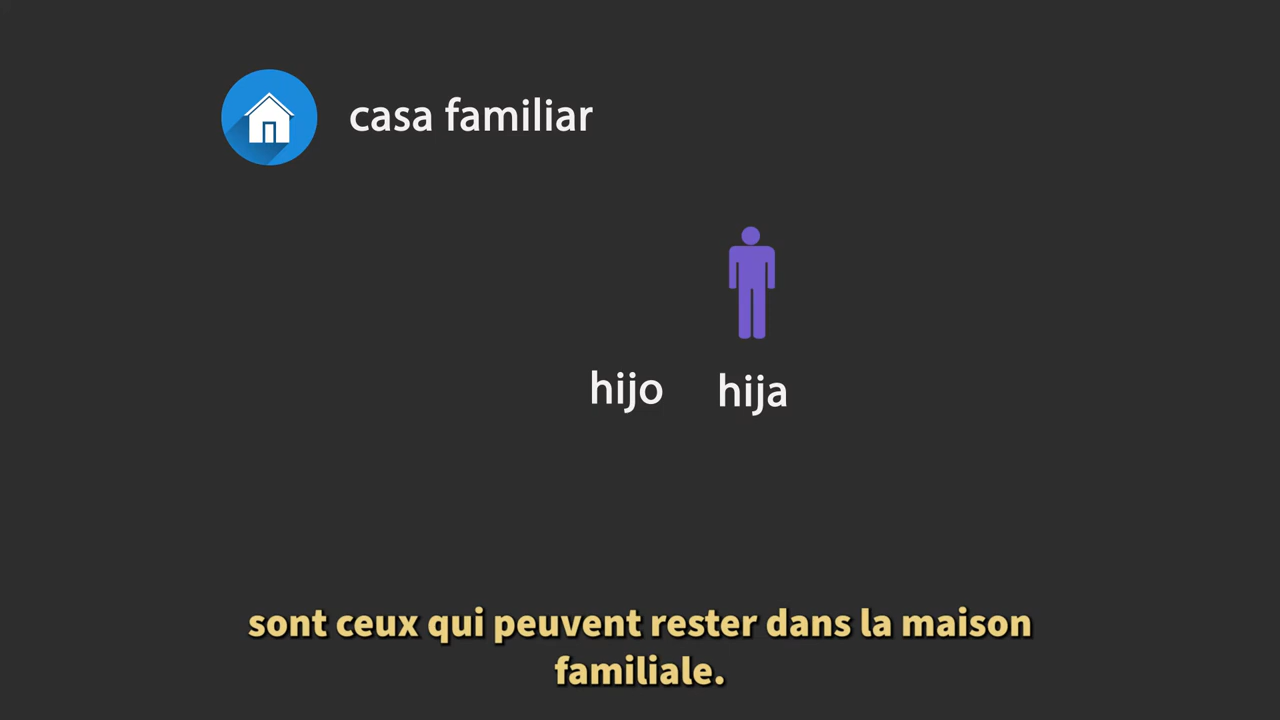 casa familiar
hijo hija
sont ceux qui peuvent rester dans la maison
familiale.